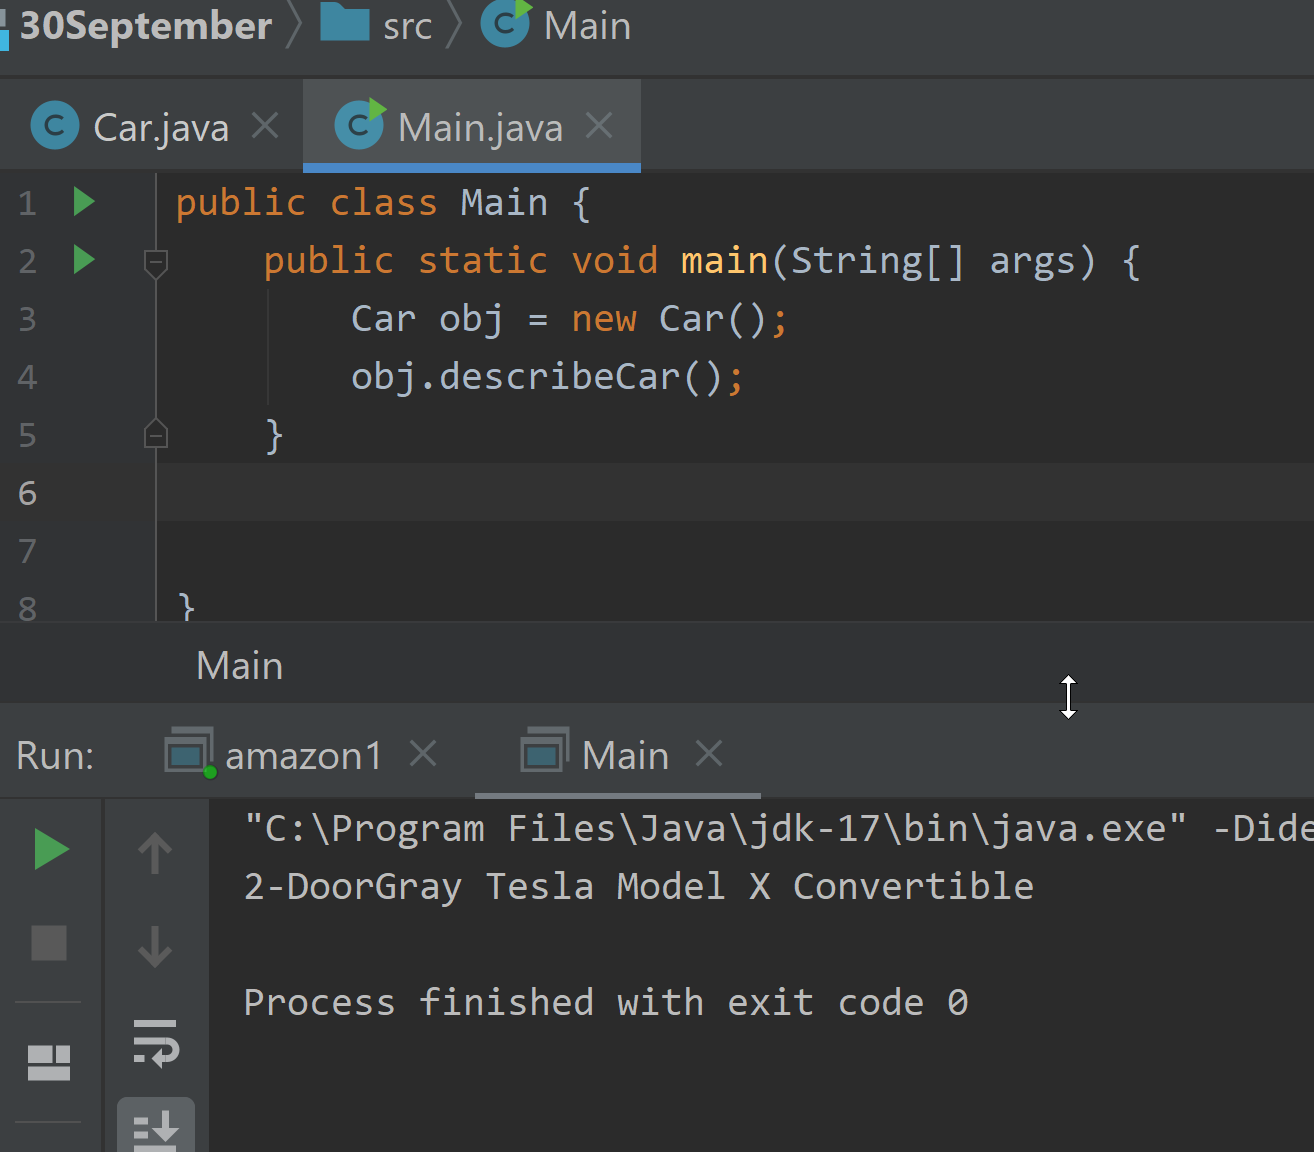 30September src Main
Car.java Main.java
1 public class Main {
2 public static void main(String[] args) {
3 Car obj = new Car();
4 obj.describeCar();
5 }
6
7
8 }
Main
Run: amazon1 Main
"C:\Program Files\Java\jdk-17\bin\java.exe" -Dide
2-DoorGray Tesla Model X Convertible
Process finished with exit code 0